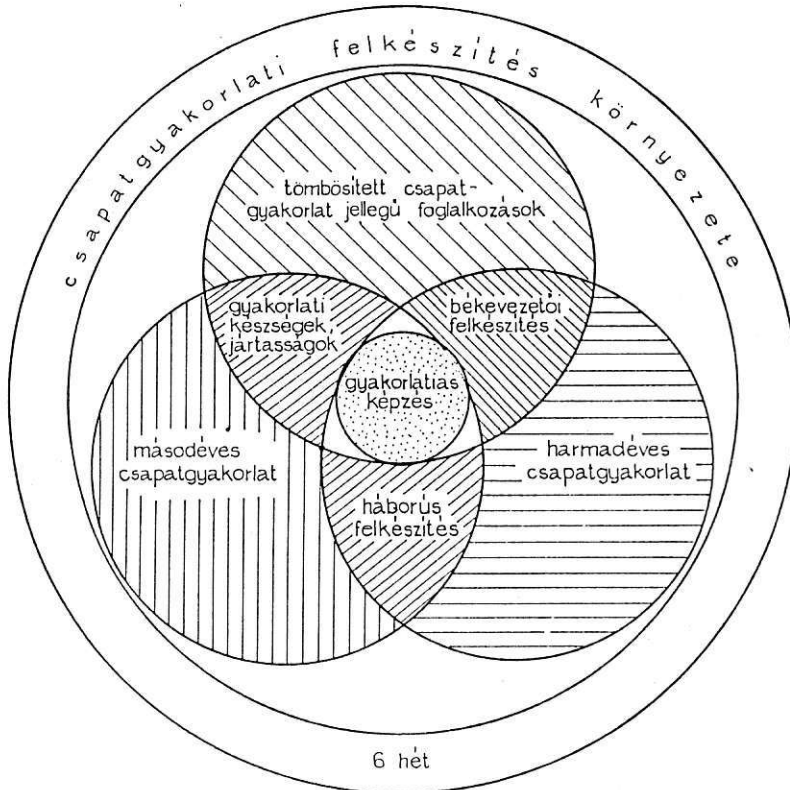 csapatgyakorlati felkészítés környezete
tömbösített csapat-
gyakorlat jellegű foglalkozások
gyakorlati
készségek
jártasságok
békevezetői
felkészítés
gyakorlatias
képzés
másodéves
csapatgyakorlat
harmadéves
csapatgyakorlat
háborús
felkészítés
6 hét